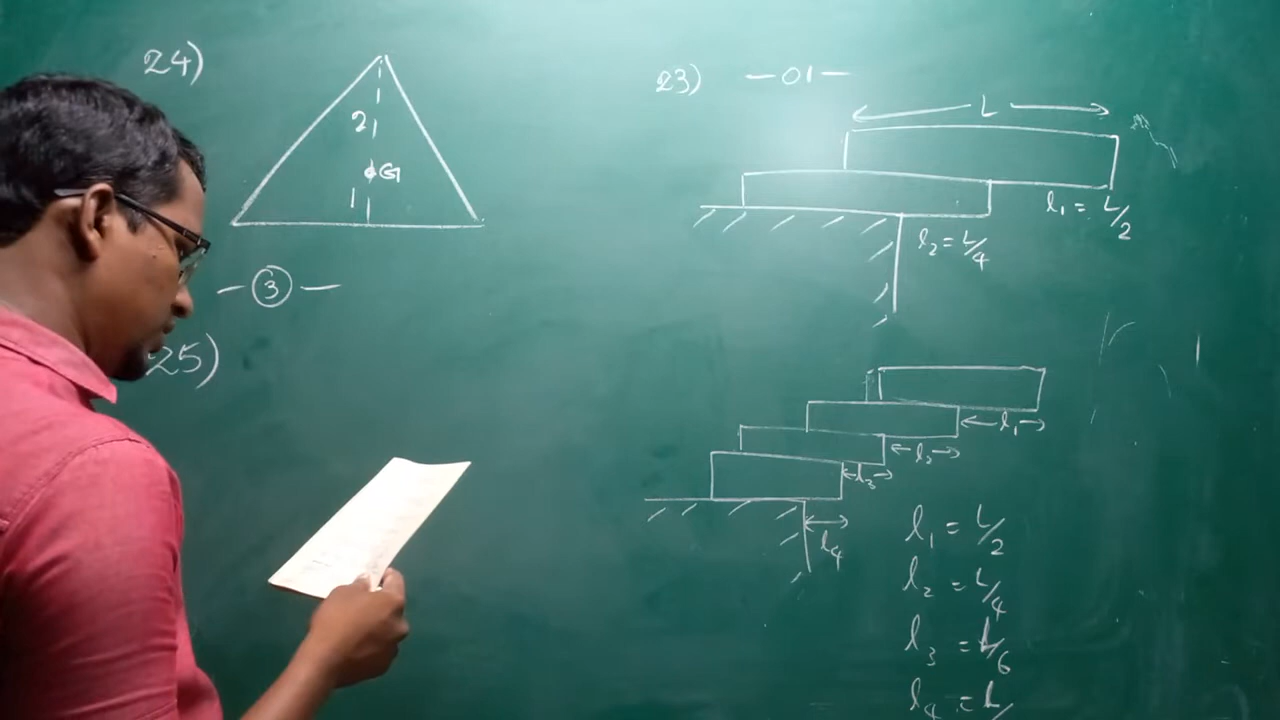 24)
2
G
1
— ③ —
25)
23) — 01 —
L
l₁ = L/2
l₂ = L/4
l₁
l₂
l₃
l₄
l₁ = L/2
l₂ = L/4
l₃ = L/6
l₄ = L/